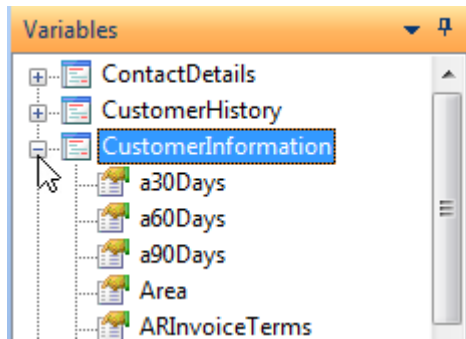 Variables
ContactDetails
CustomerHistory
CustomerInformation
a30Days
a60Days
a90Days
Area
ARInvoiceTerms